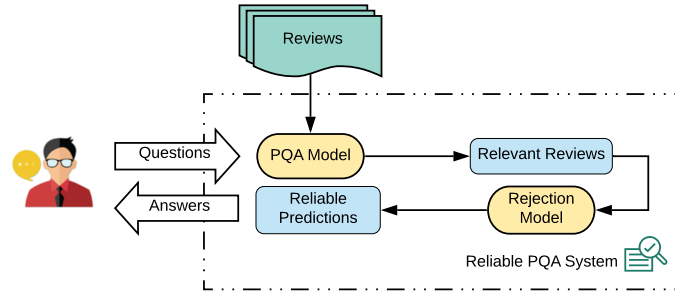 Reviews
Questions
PQA Model
Relevant Reviews
Answers
Reliable
Predictions
Rejection
Model
Reliable PQA System